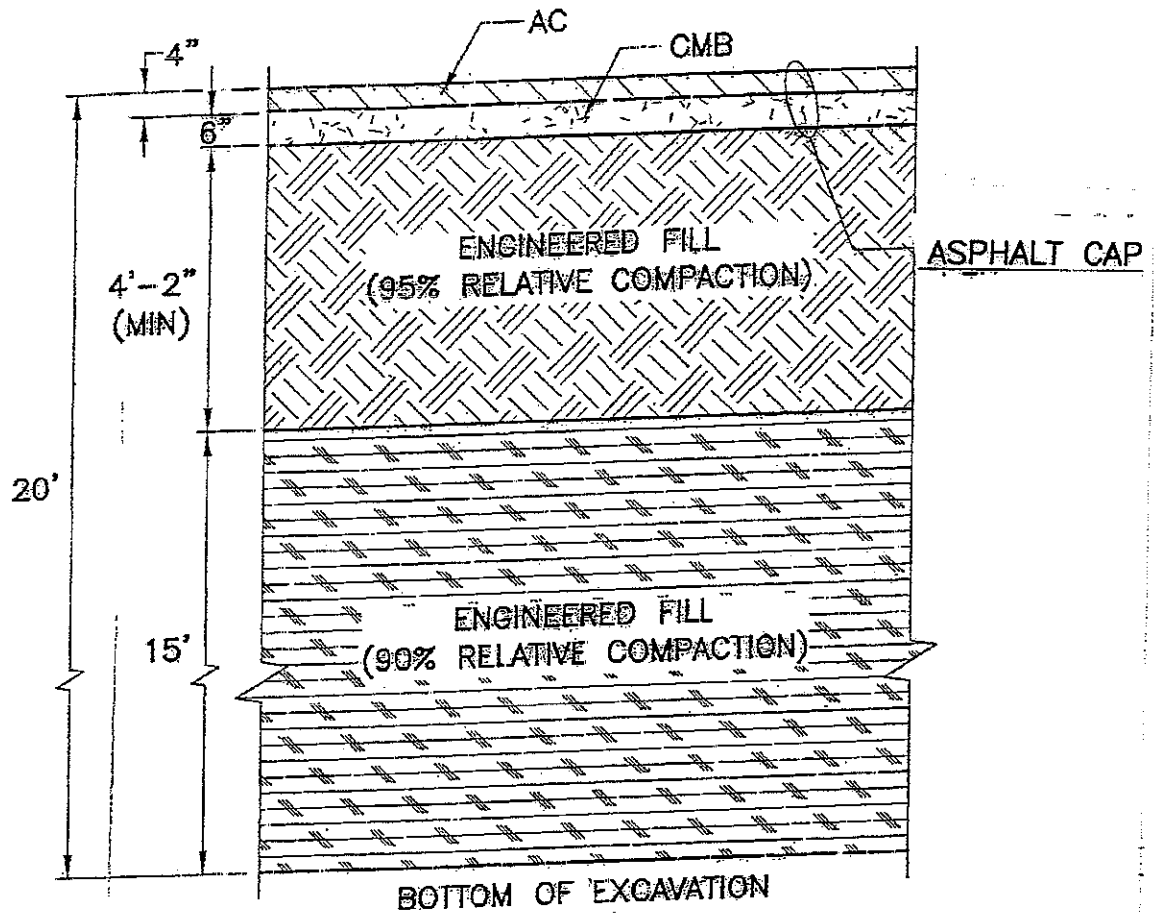 AC
4"
CMB
6"
ENGINEERED FILL
(95% RELATIVE COMPACTION)
ASPHALT CAP
4'-2"
(MIN)
20'
15'
ENGINEERED FILL
(90% RELATIVE COMPACTION)
BOTTOM OF EXCAVATION